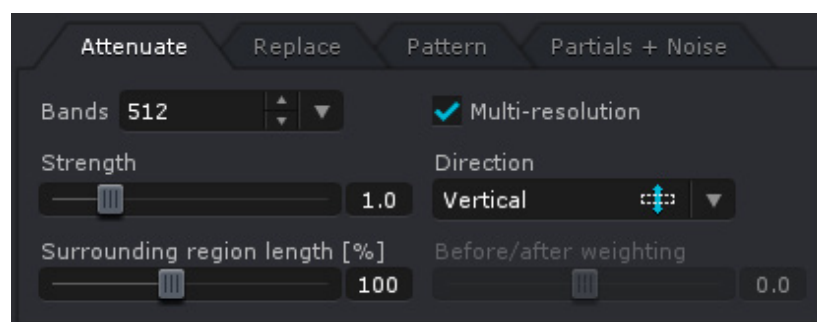 Attenuate Replace Pattern Partials + Noise
Bands 512 Multi-resolution
Strength Direction
1.0 Vertical
Surrounding region length [%] Before/after weighting
100 0.0